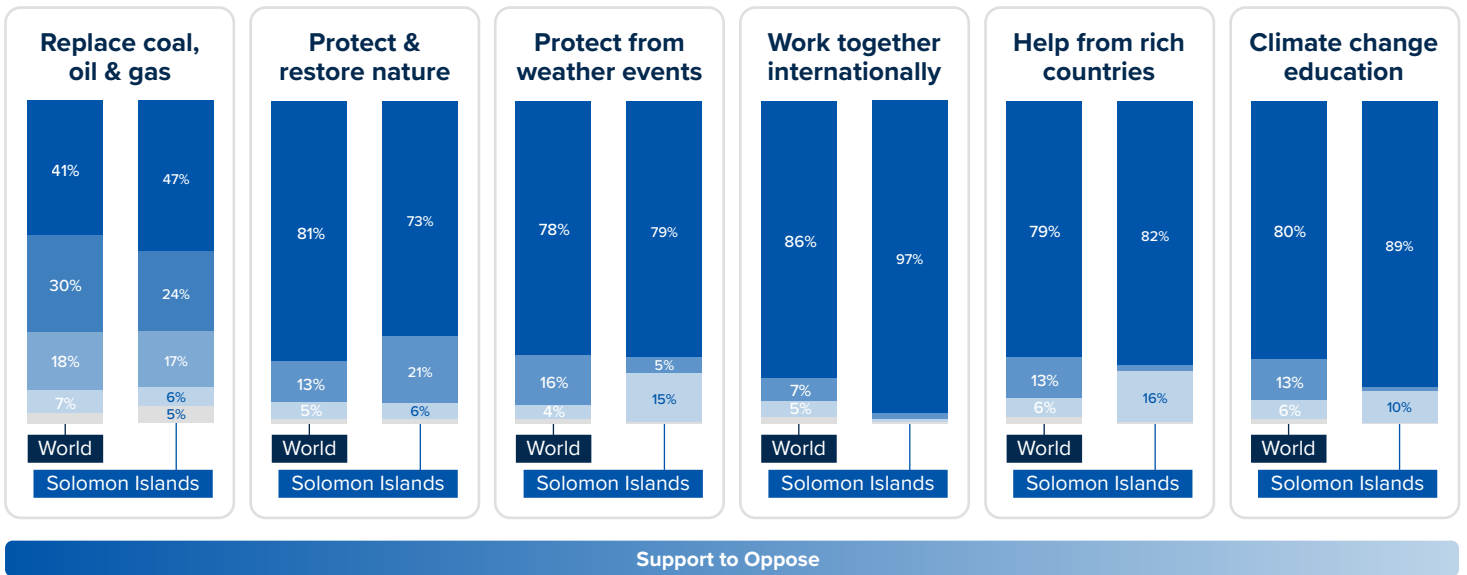 Replace coal,
oil & gas
41%
30%
18%
7%
47%
24%
17%
6%
5%
World
Solomon Islands
Protect &
restore nature
81%
13%
5%
73%
21%
6%
World
Solomon Islands
Protect from
weather events
78%
16%
4%
79%
5%
15%
World
Solomon Islands
Work together
internationally
86%
7%
5%
97%
World
Solomon Islands
Help from rich
countries
79%
13%
6%
82%
16%
World
Solomon Islands
Climate change
education
80%
13%
6%
89%
10%
World
Solomon Islands
Support to Oppose